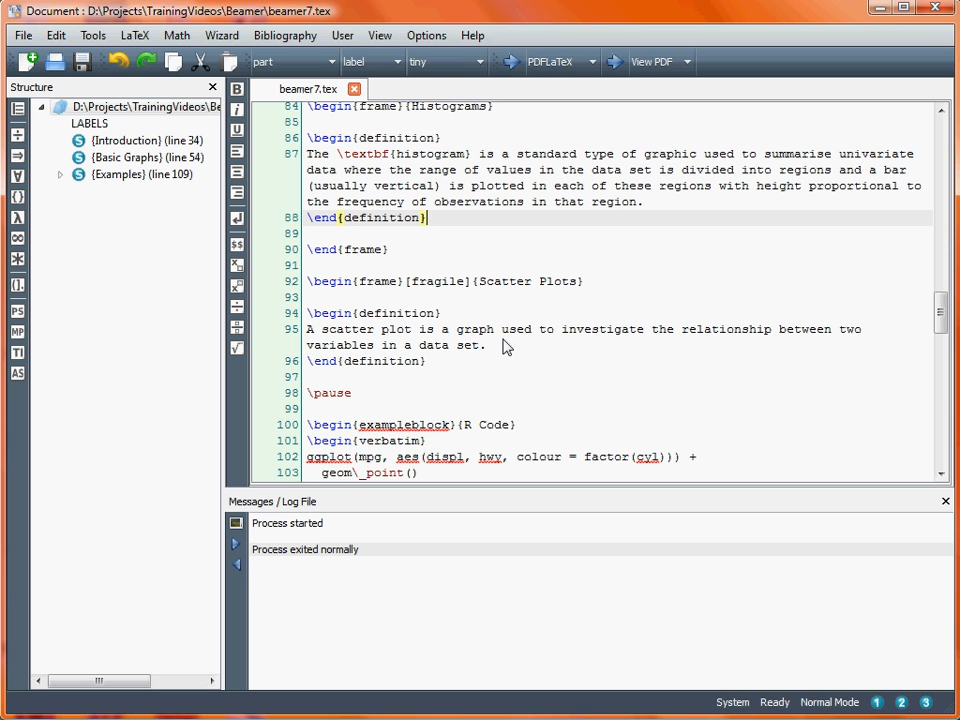 Document : D:\Projects\TrainingVideos\Beamer\beamer7.tex
File Edit Tools LaTeX Math Wizard Bibliography User View Options Help
part label tiny PDFLaTeX View PDF
Structure
beamer7.tex
D:\Projects\TrainingVideos\Be
LABELS
{Introduction} (line 34)
{Basic Graphs} (line 54)
{Examples} (line 109)
84 \begin{frame}{Histograms}
85
86 \begin{definition}
87 The \textbf{histogram} is a standard type of graphic used to summarise univariate
data where the range of values in the data set is divided into regions and a bar
(usually vertical) is plotted in each of these regions with height proportional to
the frequency of observations in that region.
88 \end{definition}
89
90 \end{frame}
91
92 \begin{frame}[fragile]{Scatter Plots}
93
94 \begin{definition}
95 A scatter plot is a graph used to investigate the relationship between two
variables in a data set.
96 \end{definition}
97
98 \pause
99
100 \begin{exampleblock}{R Code}
101 \begin{verbatim}
102 ggplot(mpg, aes(displ, hwy, colour = factor(cyl))) +
103 geom\_point()
Messages / Log File
Process started
Process exited normally
System Ready Normal Mode 1 2 3